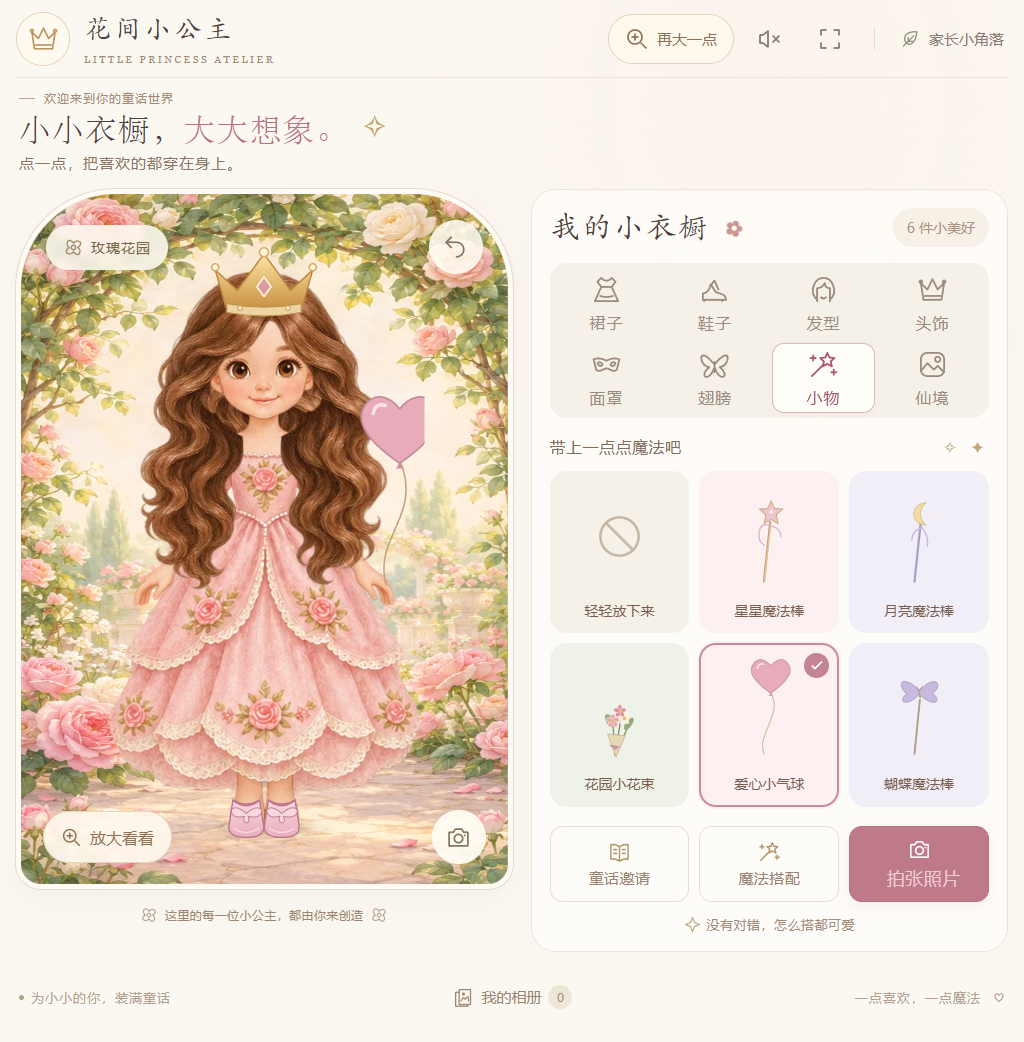 花间小公主
LITTLE PRINCESS ATELIER
再大一点
家长小角落
欢迎来到你的童话世界
小小衣橱，大大想象。
点一点，把喜欢的都穿在身上。
玫瑰花园
放大看看
这里的每一位小公主，都由你来创造
我的小衣橱
6 件小美好
裙子
鞋子
发型
头饰
面罩
翅膀
小物
仙境
带上一点点魔法吧
轻轻放下来
星星魔法棒
月亮魔法棒
花园小花束
爱心小气球
蝴蝶魔法棒
童话邀请
魔法搭配
拍张照片
没有对错，怎么搭都可爱
为小小的你，装满童话
我的相册 0
一点喜欢，一点魔法